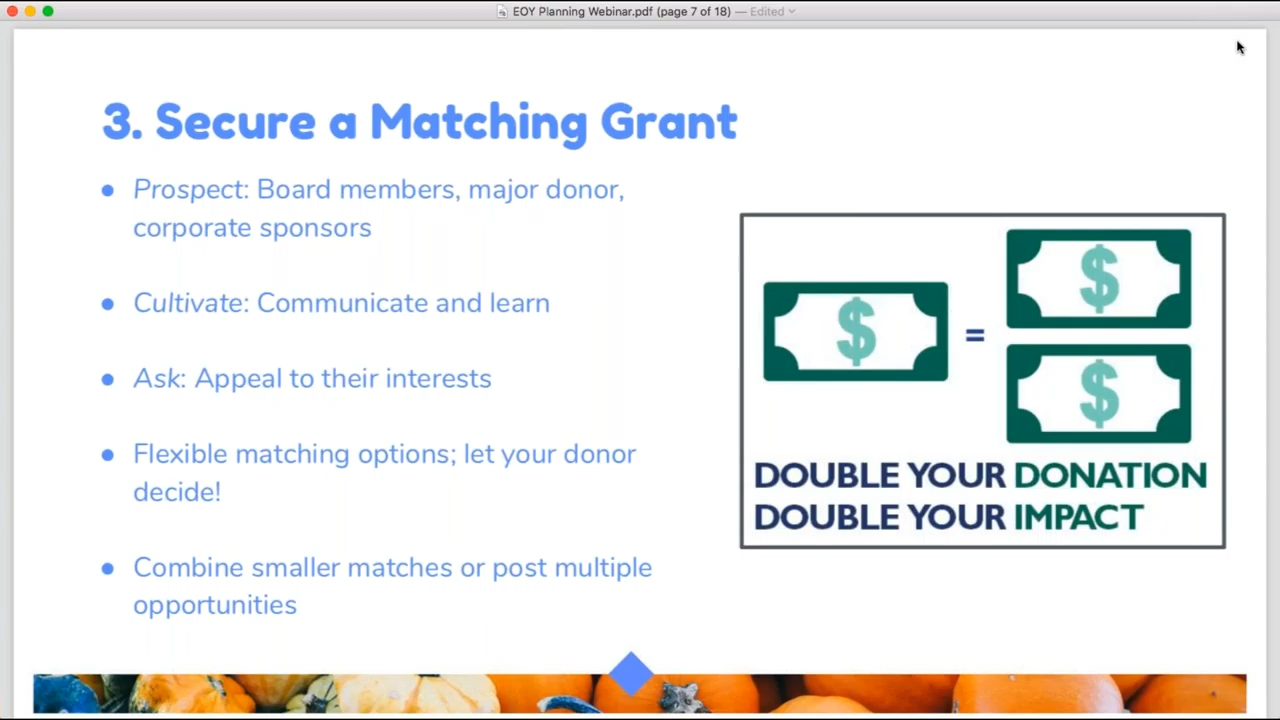 EOY Planning Webinar.pdf (page 7 of 18) — Edited
3. Secure a Matching Grant
● Prospect: Board members, major donor,
corporate sponsors
● Cultivate: Communicate and learn
● Ask: Appeal to their interests
● Flexible matching options; let your donor
decide!
● Combine smaller matches or post multiple
opportunities
$ = $
$
DOUBLE YOUR DONATION
DOUBLE YOUR IMPACT